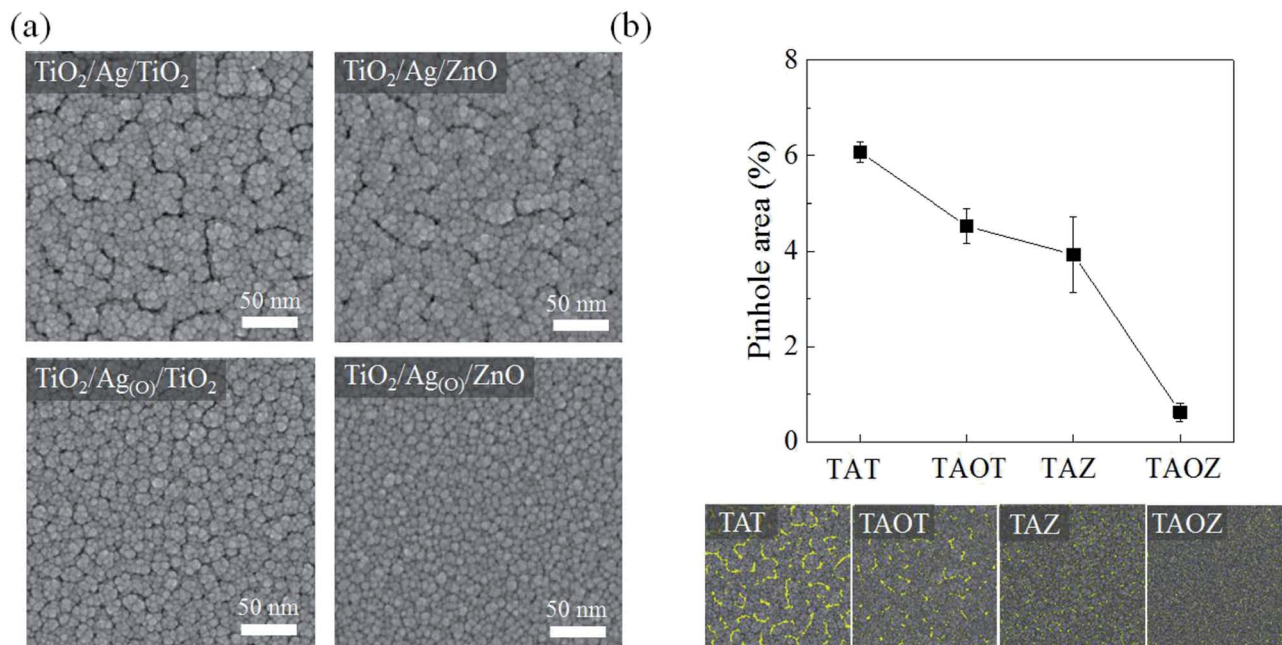 (a)
TiO2/Ag/TiO2
50 nm
TiO2/Ag/ZnO
50 nm
TiO2/Ag(O)/TiO2
50 nm
TiO2/Ag(O)/ZnO
50 nm
(b)
Pinhole area (%)
8
6
4
2
0
TAT
TAOT
TAZ
TAOZ
TAT
TAOT
TAZ
TAOZ